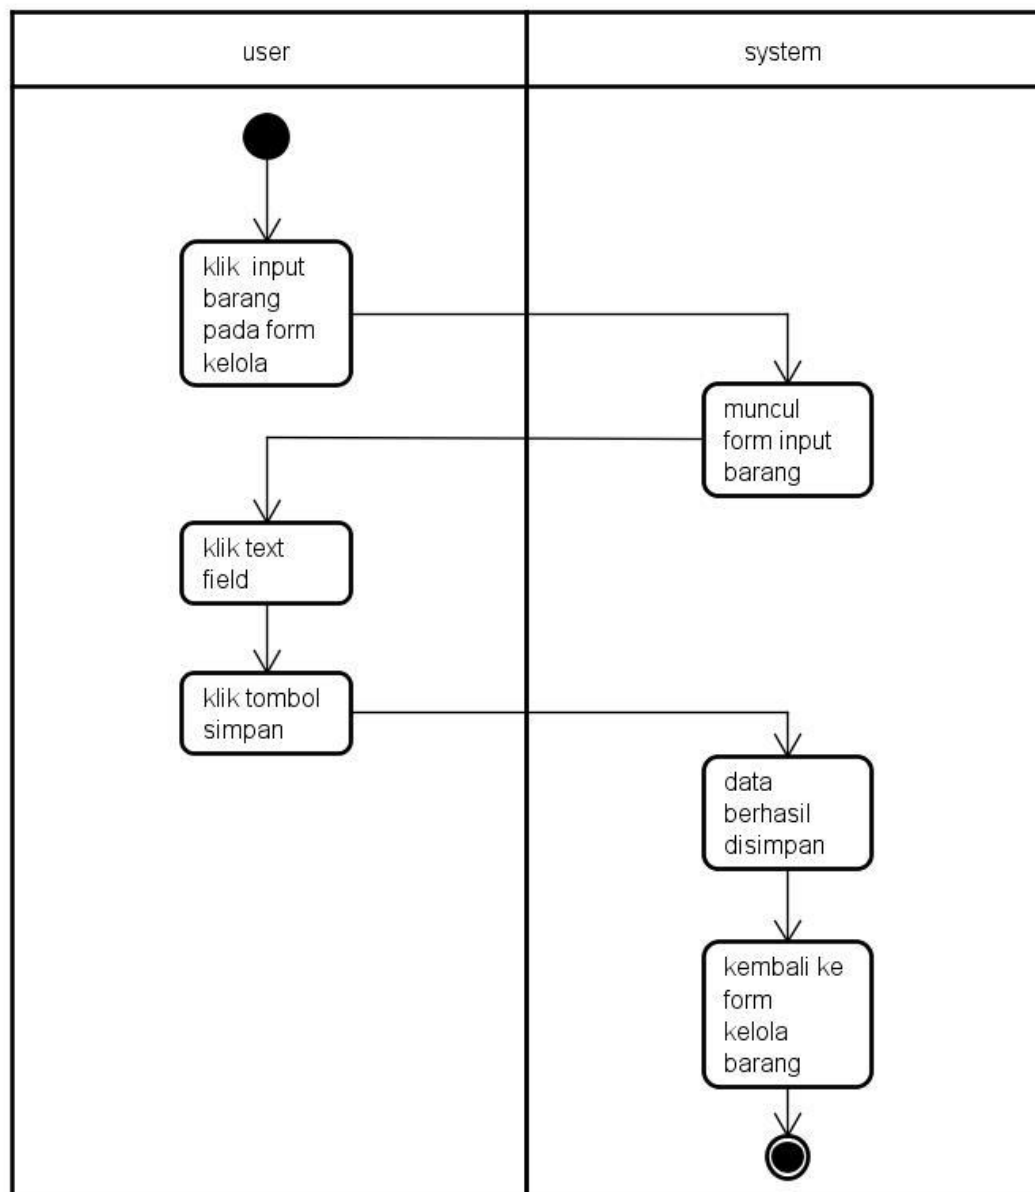 user
system
klik input
barang
pada form
kelola
muncul
form input
barang
klik text
field
klik tombol
simpan
data
berhasil
disimpan
kembali ke
form
kelola
barang